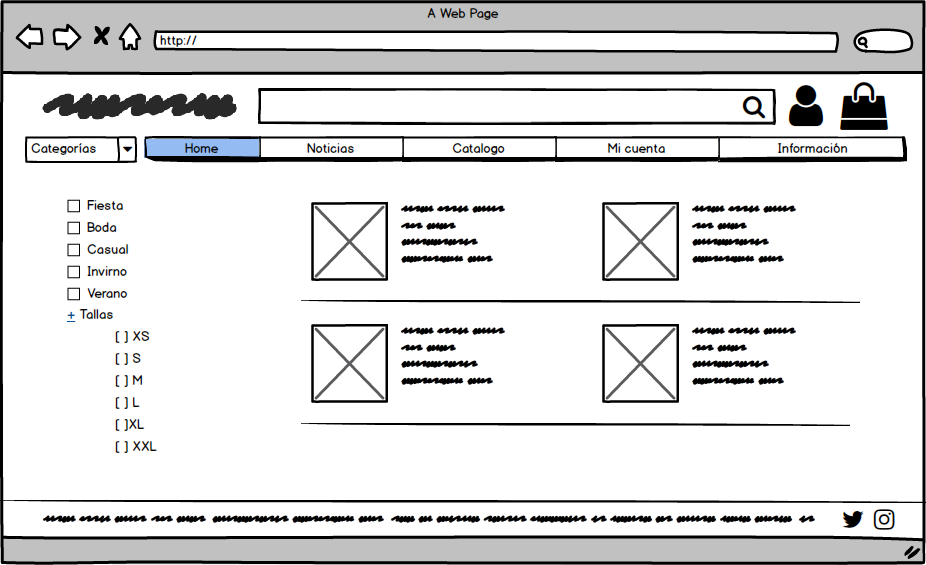 A Web Page
http://
Categorías Home Noticias Catalogo Mi cuenta Información
Fiesta
Boda
Casual
Invirno
Verano
+ Tallas
[ ] XS
[ ] S
[ ] M
[ ] L
[ ]XL
[ ] XXL